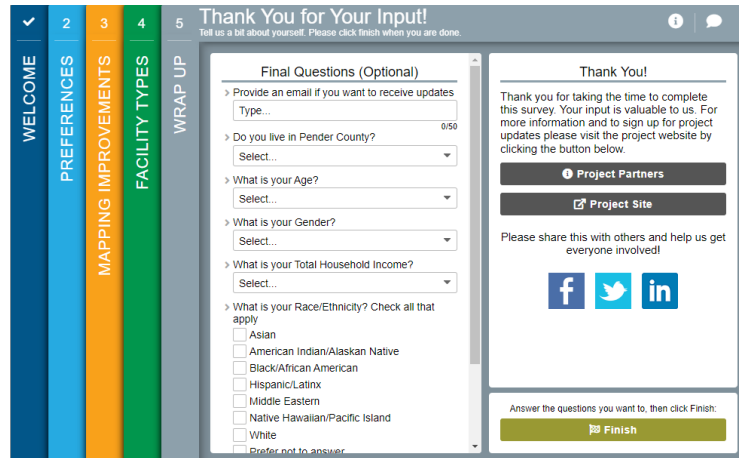 WELCOME
2
PREFERENCES
3
MAPPING IMPROVEMENTS
4
FACILITY TYPES
5
WRAP UP
Thank You for Your Input!
Tell us a bit about yourself. Please click finish when you are done.
Final Questions (Optional)
Provide an email if you want to receive updates
Type...
0/50
Do you live in Pender County?
Select...
What is your Age?
Select...
What is your Gender?
Select...
What is your Total Household Income?
Select...
What is your Race/Ethnicity? Check all that
apply
Asian
American Indian/Alaskan Native
Black/African American
Hispanic/Latinx
Middle Eastern
Native Hawaiian/Pacific Island
White
Prefer not to answer
Thank You!
Thank you for taking the time to complete
this survey. Your input is valuable to us. For
more information and to sign up for project
updates please visit the project website by
clicking the button below.
Project Partners
Project Site
Please share this with others and help us get
everyone involved!
f
in
Answer the questions you want to, then click Finish:
Finish